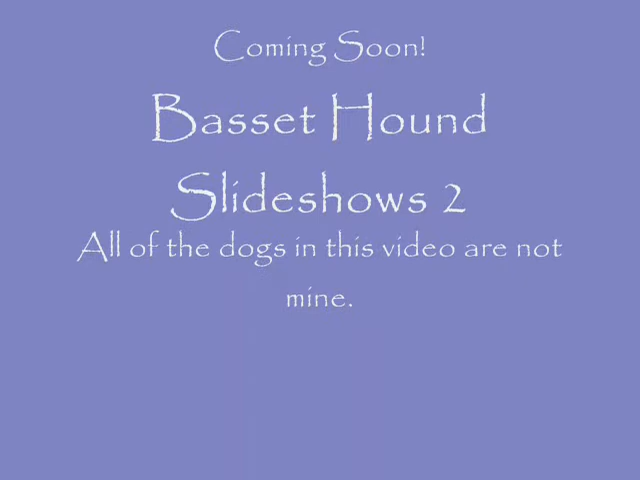 Coming Soon!
Basset Hound
Slideshows 2
All of the dogs in this video are not
mine.